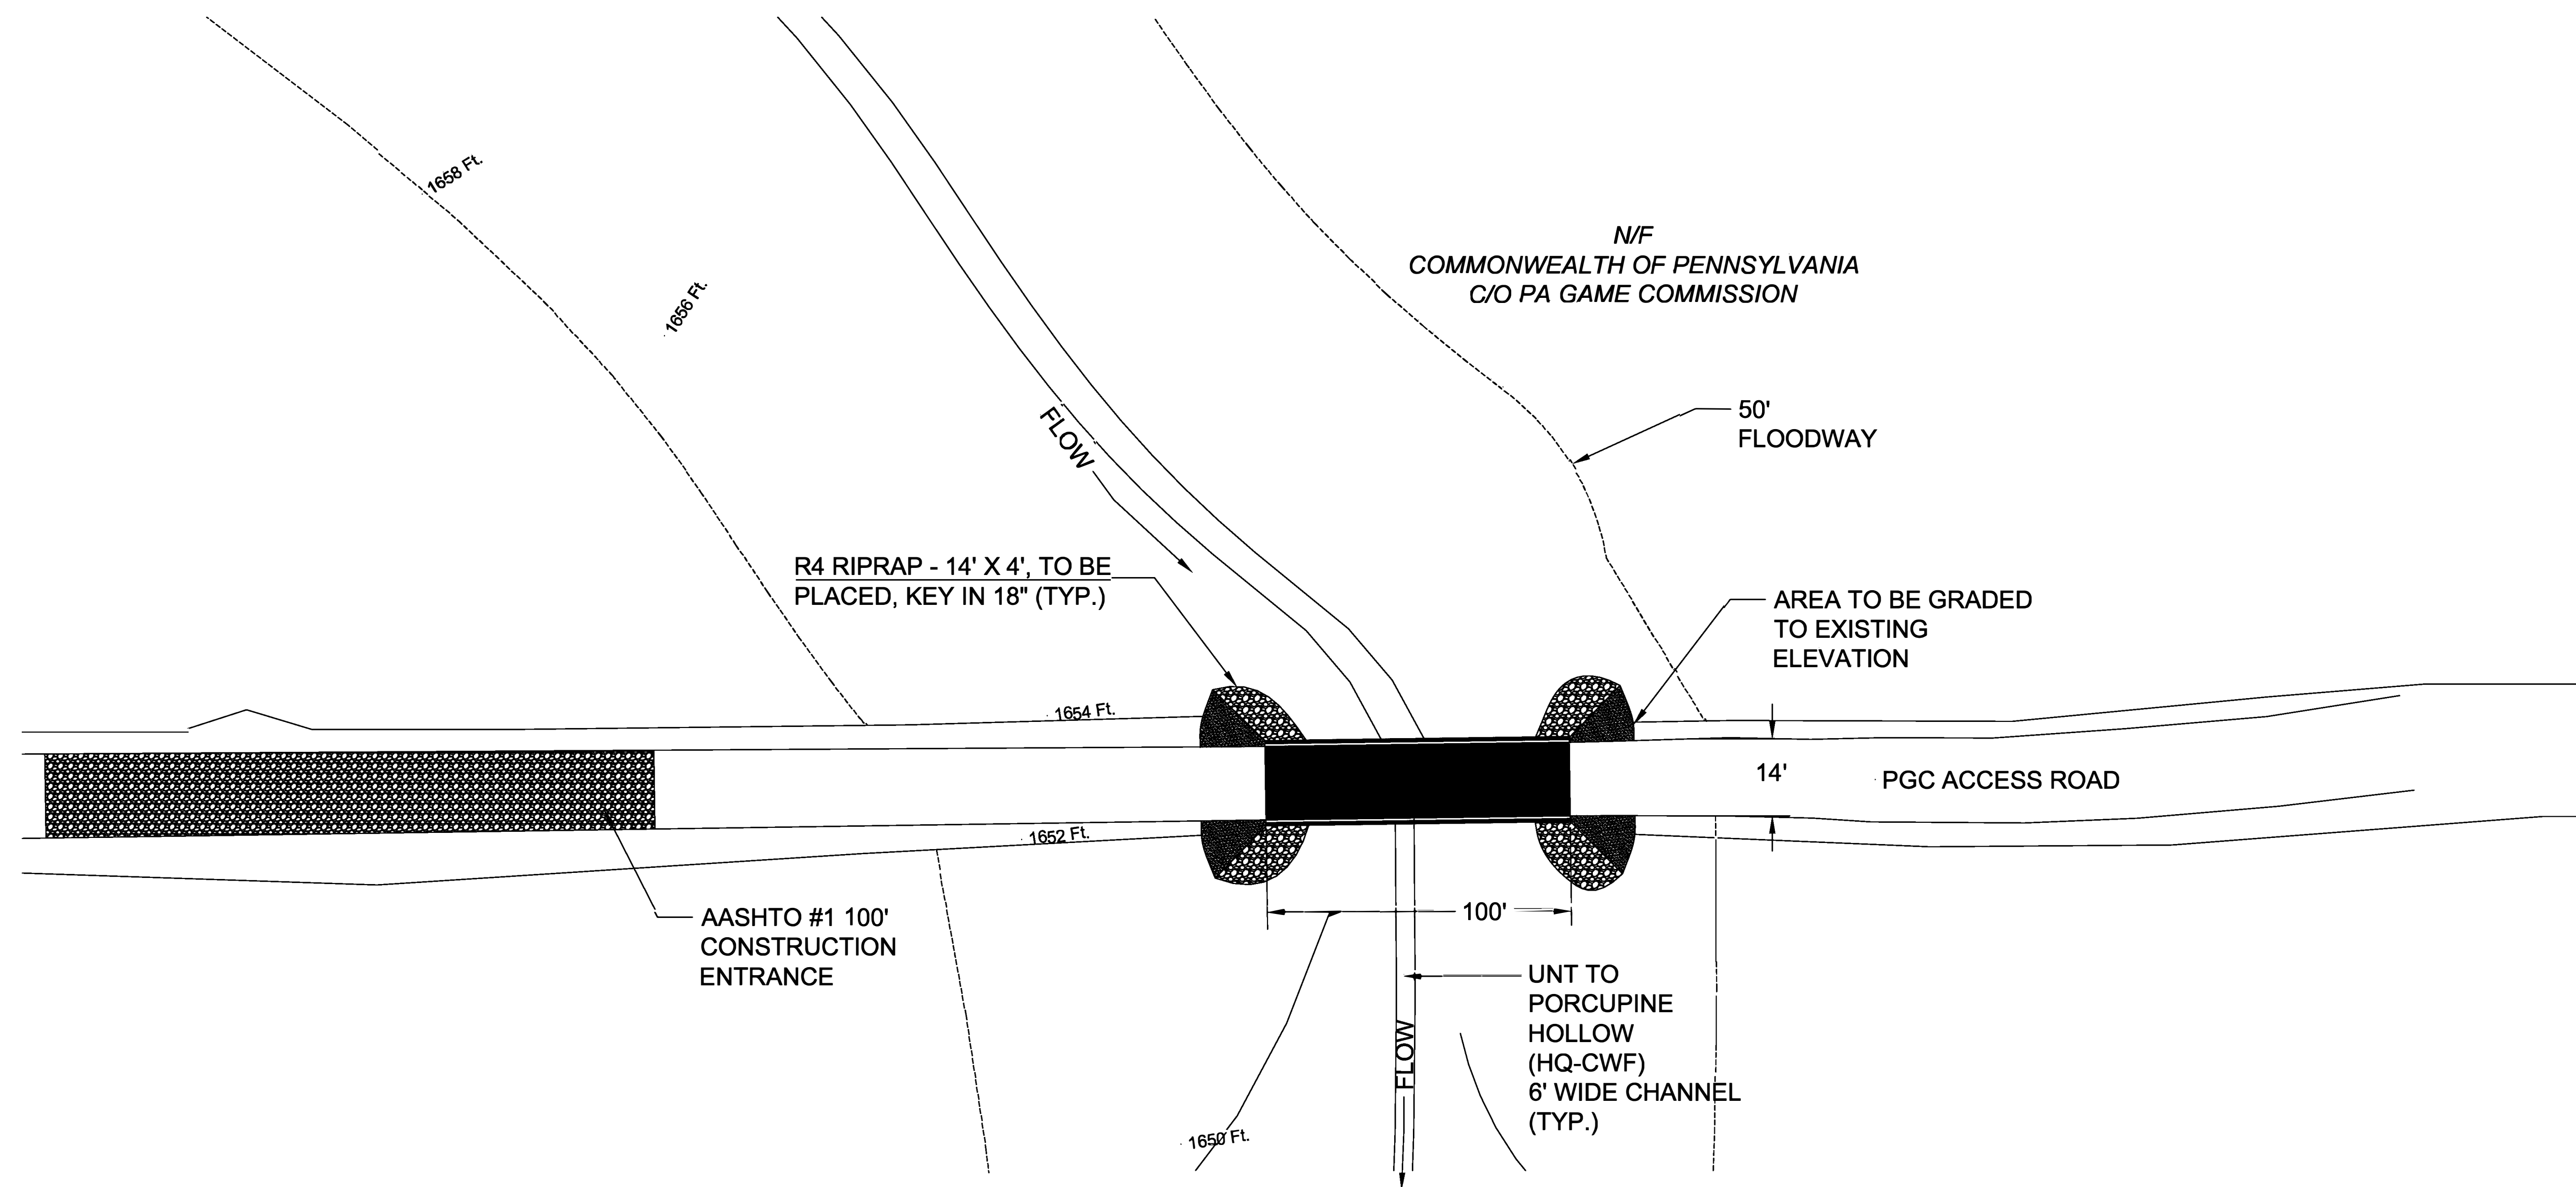 1658 Ft.
1656 Ft.
N/F
COMMONWEALTH OF PENNSYLVANIA
C/O PA GAME COMMISSION
50'
FLOODWAY
FLOW
R4 RIPRAP - 14' X 4', TO BE
PLACED, KEY IN 18" (TYP.)
AREA TO BE GRADED
TO EXISTING
ELEVATION
1654 Ft.
14'
PGC ACCESS ROAD
1652 Ft.
AASHTO #1 100'
CONSTRUCTION
ENTRANCE
100'
UNT TO
PORCUPINE
HOLLOW
(HQ-CWF)
6' WIDE CHANNEL
(TYP.)
FLOW
1650 Ft.